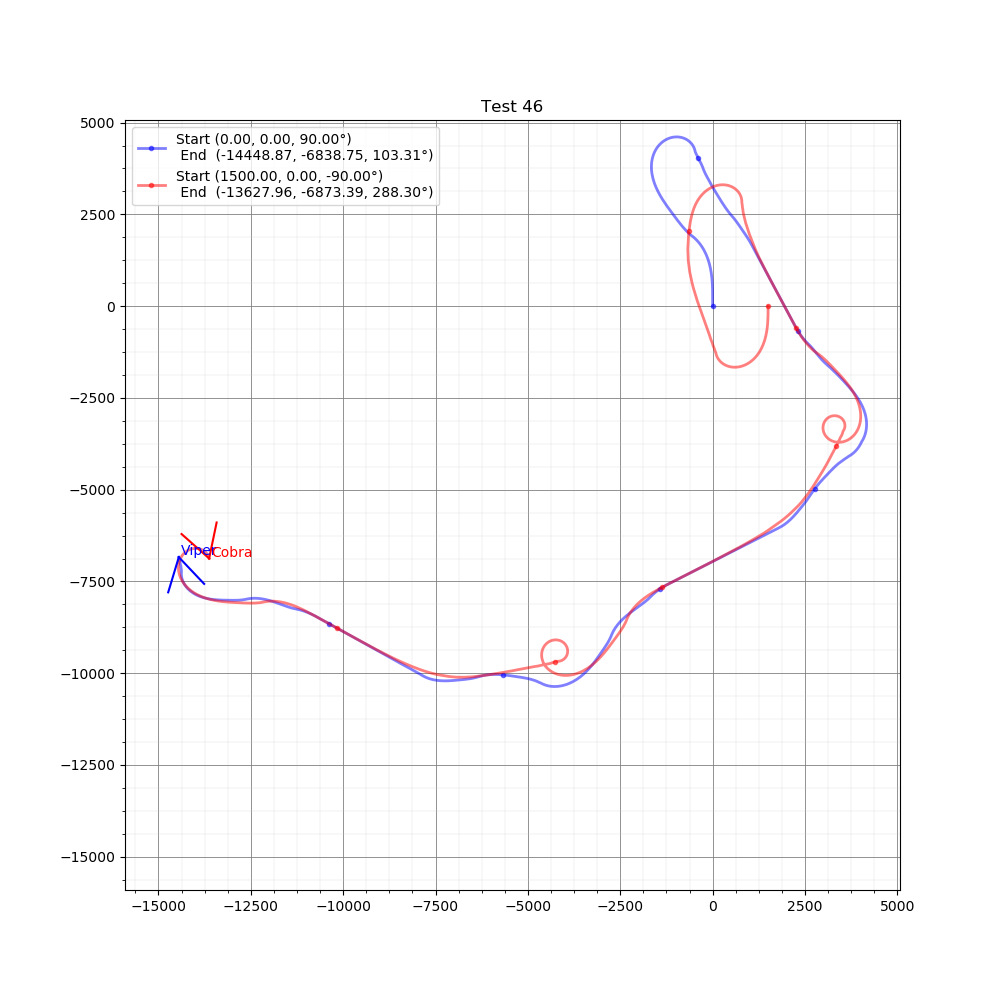 Test 46
Start (0.00, 0.00, 90.00°)
End (-14448.87, -6838.75, 103.31°)
Start (1500.00, 0.00, -90.00°)
End (-13627.96, -6873.39, 288.30°)
5000
2500
0
−2500
−5000
−7500
−10000
−12500
−15000
Viper
Cobra
−15000 −12500 −10000 −7500 −5000 −2500 0 2500 5000